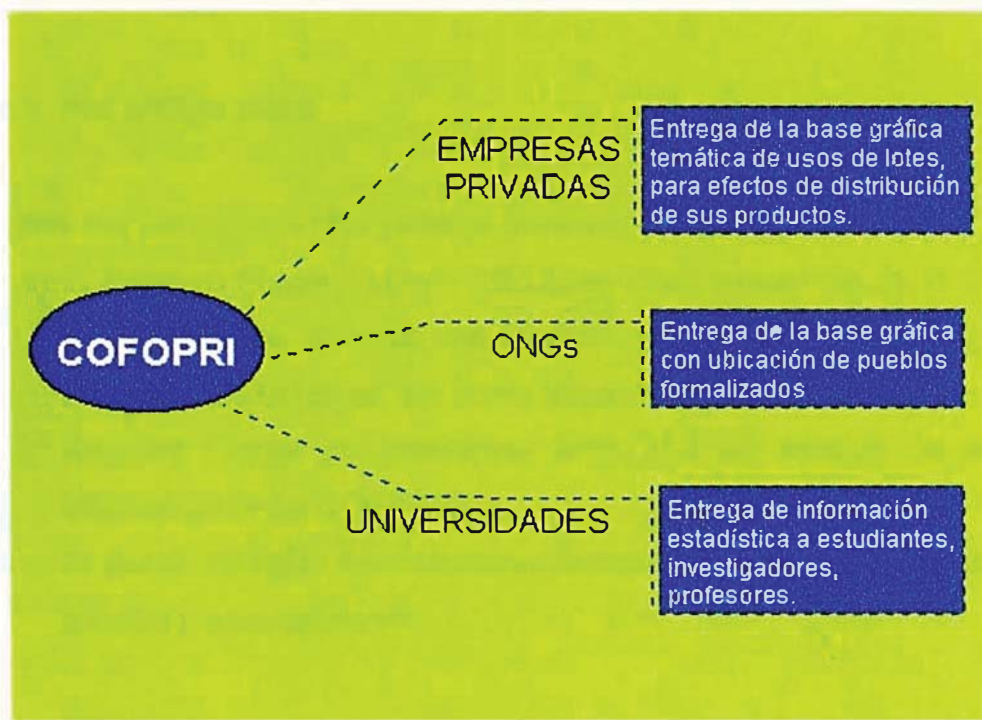 EMPRESAS
PRIVADAS
Entrega de la base gráfica
temática de usos de lotes,
para efectos de distribución
de sus productos.
COFOPRI
ONGs
Entrega de la base gráfica
con ubicación de pueblos
formalizados
UNIVERSIDADES
Entrega de información
estadística a estudiantes,
investigadores,
profesores.